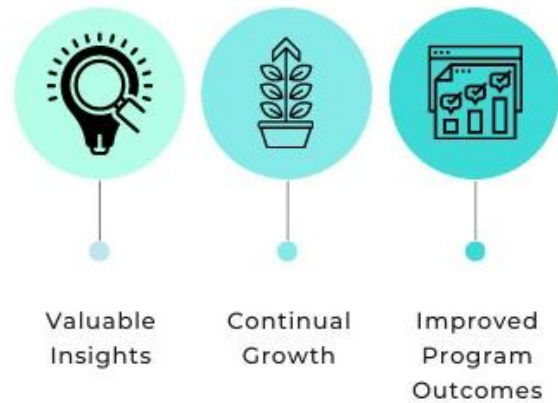 Valuable
Insights
Continual
Growth
Improved
Program
Outcomes